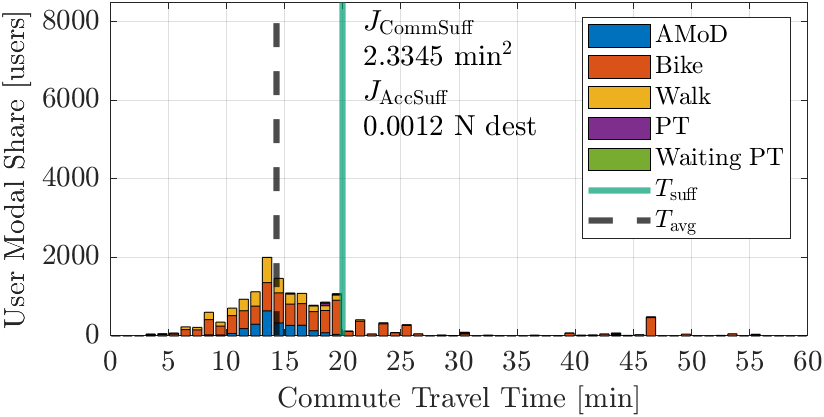 User Modal Share [users]
8000
6000
4000
2000
0
J_CommSuff
2.3345 min²
J_AccSuff
0.0012 N dest
AMoD
Bike
Walk
PT
Waiting PT
T_suff
T_avg
0 5 10 15 20 25 30 35 40 45 50 55 60
Commute Travel Time [min]